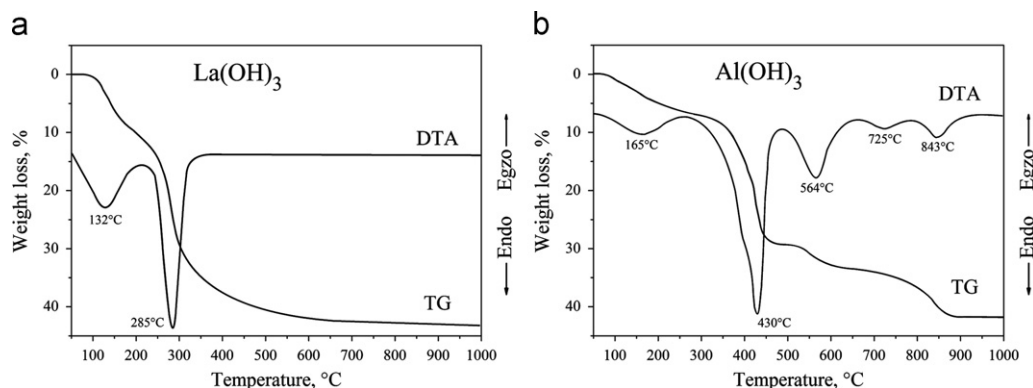 a
La(OH)3
Weight loss, %
0
10
20
30
40
132°C
285°C
DTA
TG
Egzo
Endo
100 200 300 400 500 600 700 800 900 1000
Temperature, °C
b
Al(OH)3
Weight loss, %
0
10
20
30
40
165°C
430°C
564°C
725°C
843°C
DTA
TG
Egzo
Endo
100 200 300 400 500 600 700 800 900 1000
Temperature, °C